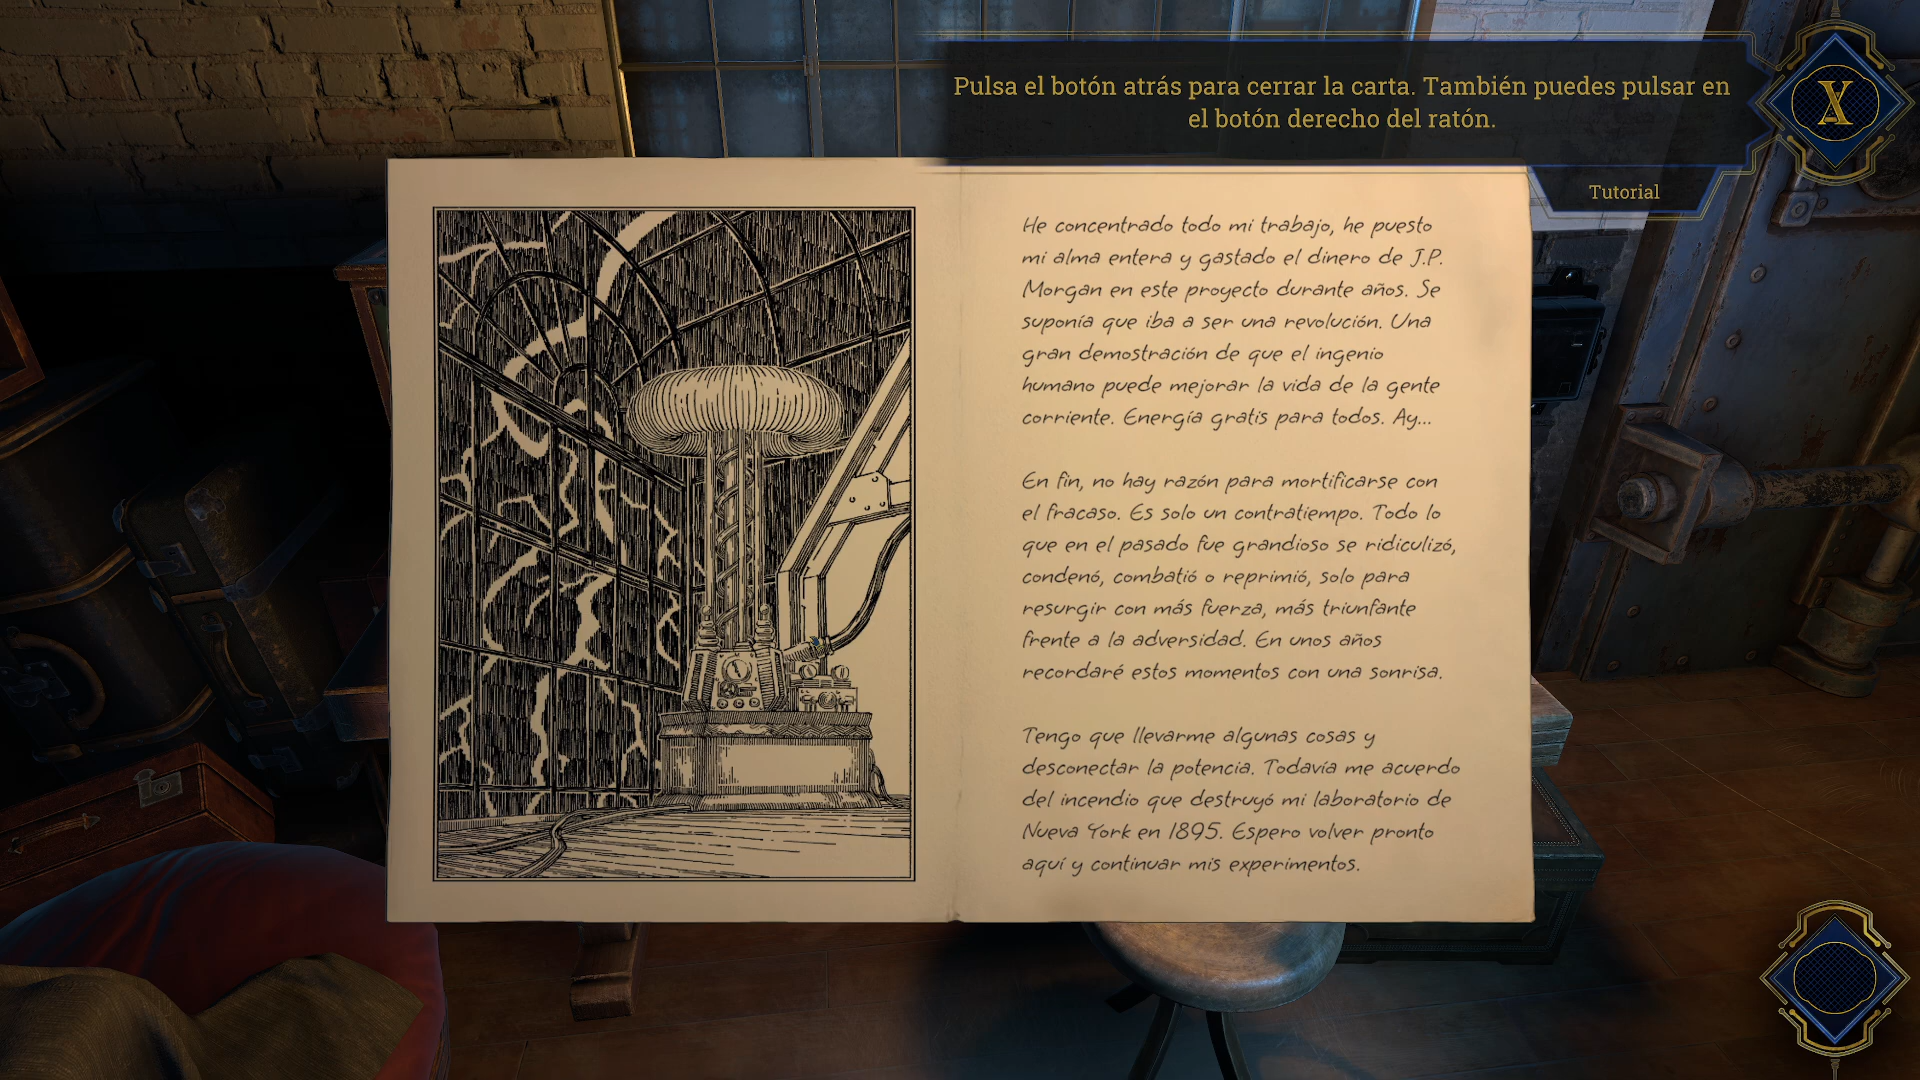 Pulsa el botón atrás para cerrar la carta. También puedes pulsar en
el botón derecho del ratón.
X
Tutorial
He concentrado todo mi trabajo, he puesto
mi alma entera y gastado el dinero de J.P.
Morgan en este proyecto durante años. Se
suponía que iba a ser una revolución. Una
gran demostración de que el ingenio
humano puede mejorar la vida de la gente
corriente. Energía gratis para todos. Ay...
En fin, no hay razón para mortificarse con
el fracaso. Es solo un contratiempo. Todo lo
que en el pasado fue grandioso se ridiculizó,
condenó, combatió o reprimió, solo para
resurgir con más fuerza, más triunfante
frente a la adversidad. En unos años
recordaré estos momentos con una sonrisa.
Tengo que llevarme algunas cosas y
desconectar la potencia. Todavía me acuerdo
del incendio que destruyó mi laboratorio de
Nueva York en 1895. Espero volver pronto
aquí y continuar mis experimentos.